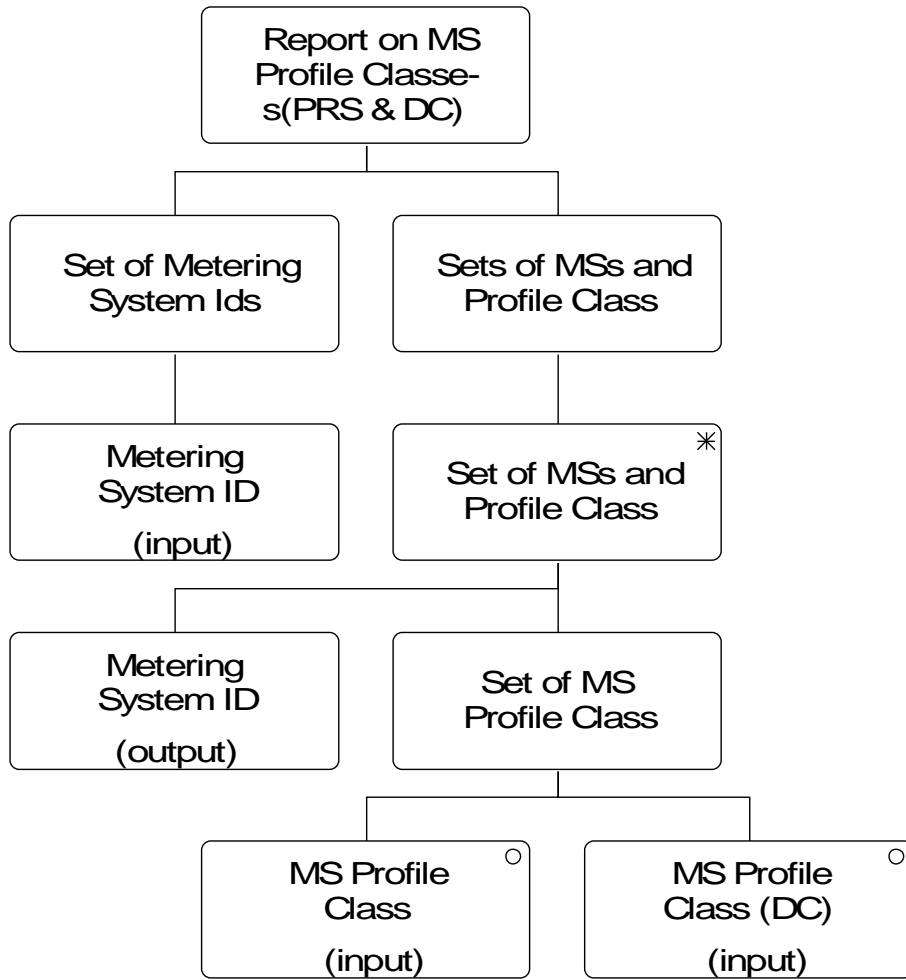 Report on MS
Profile Classe-
s(PRS & DC)
Set of Metering
System Ids
Sets of MSs and
Profile Class
Metering
System ID
(input)
Set of MSs and
Profile Class
Metering
System ID
(output)
Set of MS
Profile Class
MS Profile
Class
(input)
MS Profile
Class (DC)
(input)